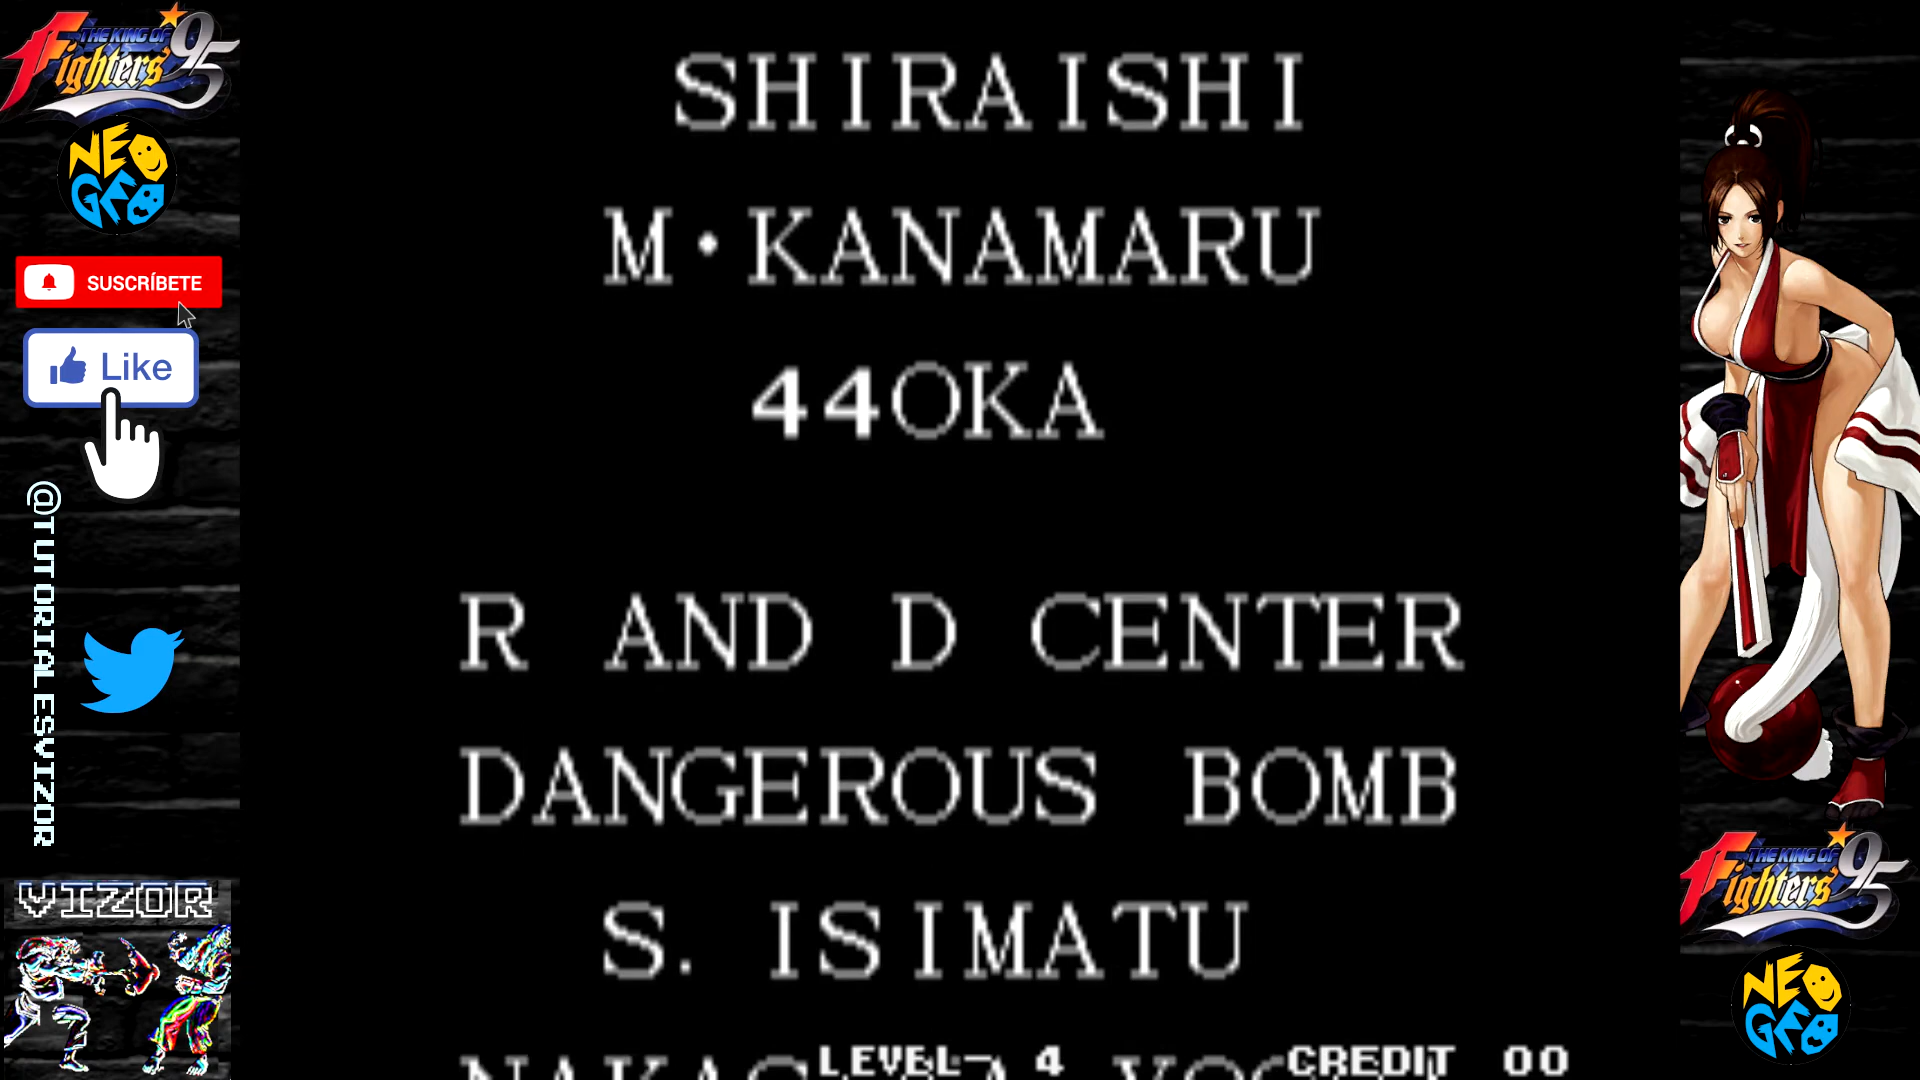 THE KING OF
Fighters'95
NEO
GEO
SUSCRÍBETE
Like
@TUTORIALESVIZOR
VIZOR
SHIRAISHI
M·KANAMARU
44OKA
R AND D CENTER
DANGEROUS BOMB
S. ISIMATU
LEVEL- 4
CREDIT 00
THE KING OF
Fighters'95
NEO
GEO